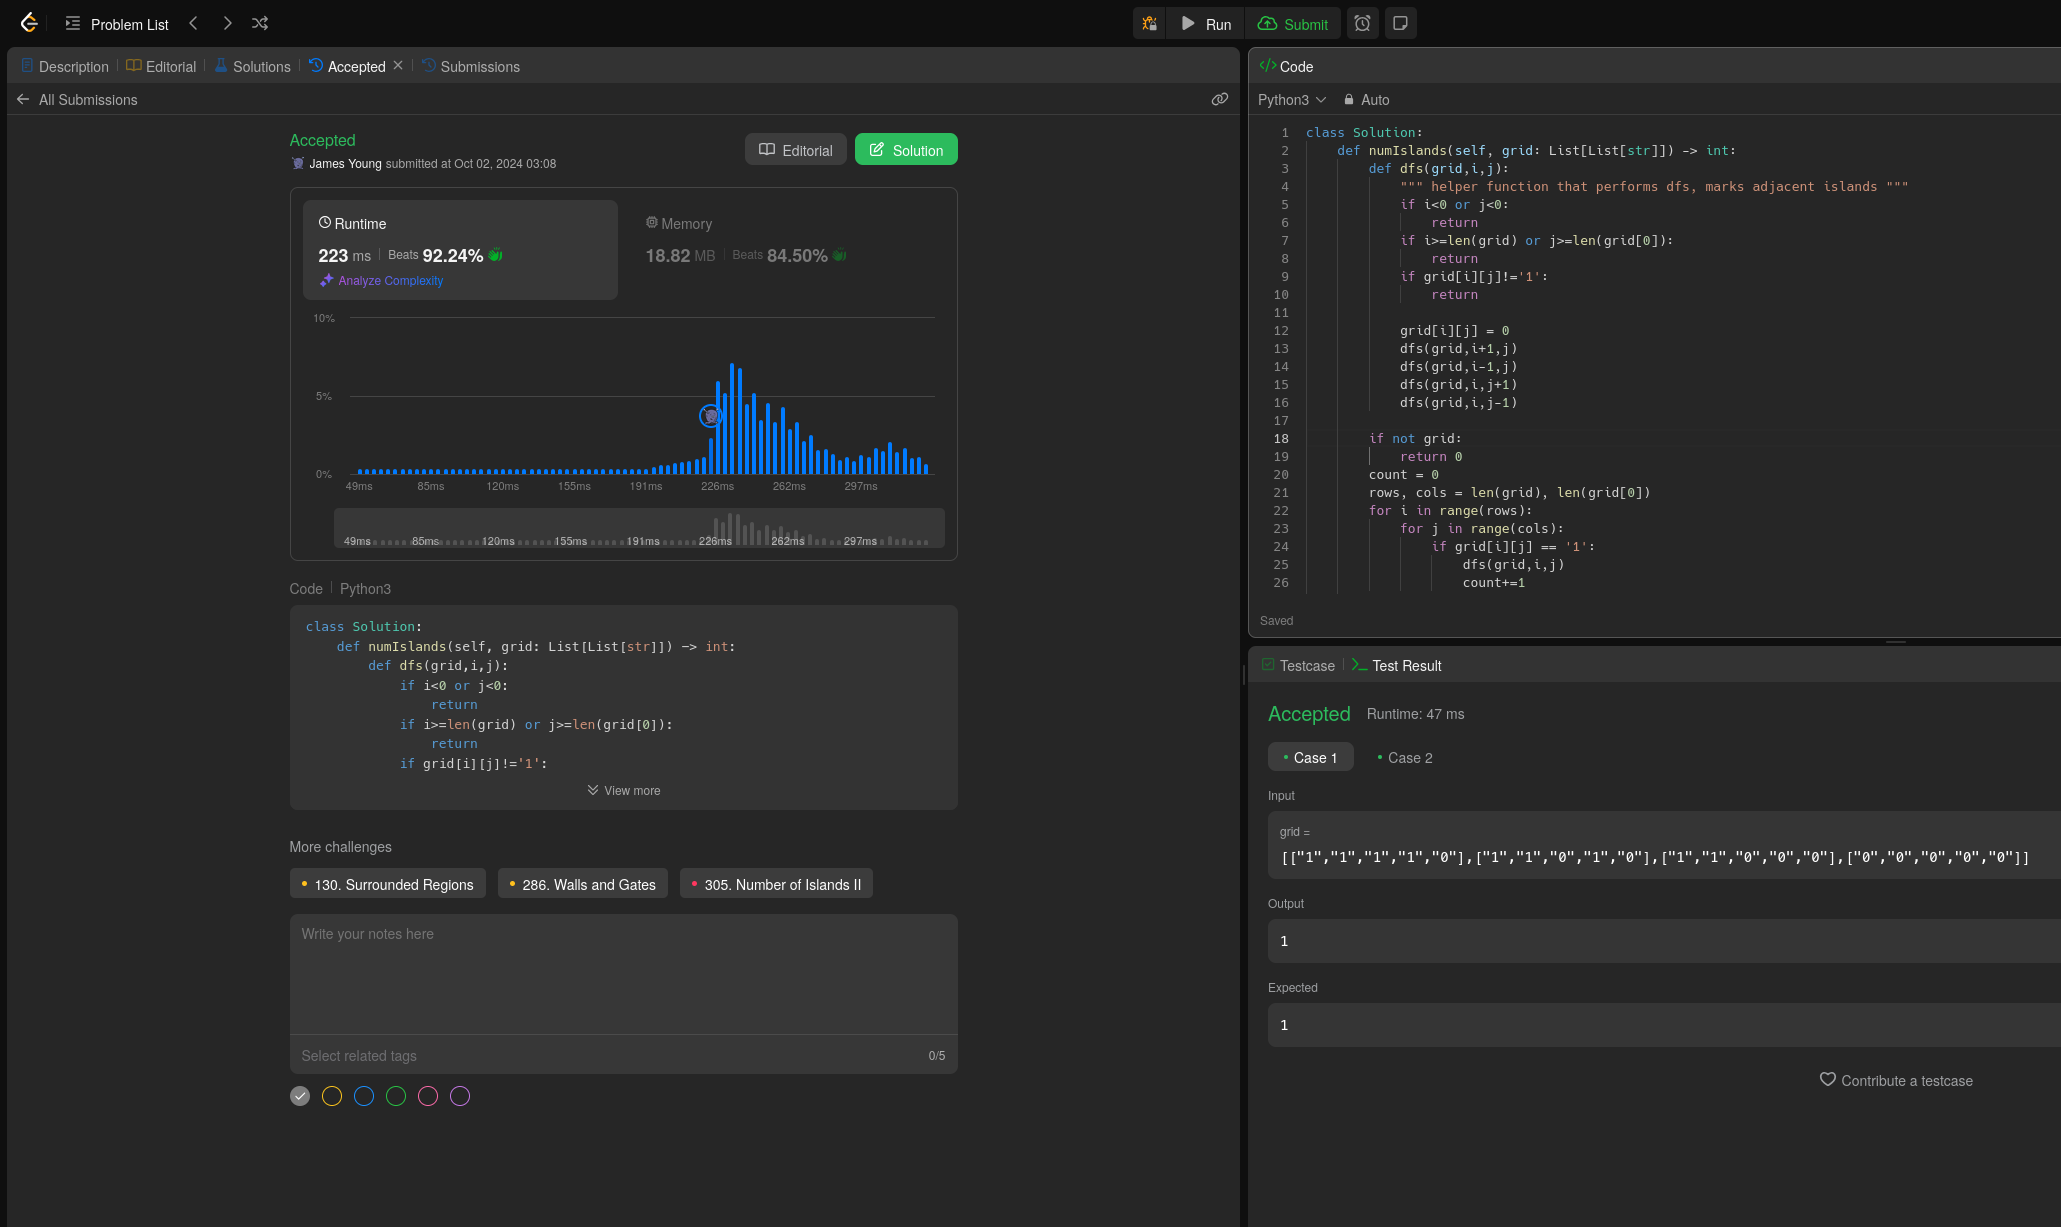 Problem List
Run
Submit
Description
Editorial
Solutions
Accepted
Submissions
All Submissions
Accepted
James Young submitted at Oct 02, 2024 03:08
Editorial
Solution
Runtime
223 ms
Beats 92.24%
Analyze Complexity
Memory
18.82 MB
Beats 84.50%
10%
5%
0%
49ms 85ms 120ms 155ms 191ms 226ms 262ms 297ms
49ms 85ms 120ms 155ms 191ms 226ms 262ms 297ms
Code
Python3
class Solution:
    def numIslands(self, grid: List[List[str]]) -> int:
        def dfs(grid,i,j):
            if i<0 or j<0:
                return
            if i>=len(grid) or j>=len(grid[0]):
                return
            if grid[i][j]!='1':
View more
More challenges
130. Surrounded Regions
286. Walls and Gates
305. Number of Islands II
Write your notes here
Select related tags
0/5
Code
Python3
Auto
1 class Solution:
2     def numIslands(self, grid: List[List[str]]) -> int:
3         def dfs(grid,i,j):
4             """ helper function that performs dfs, marks adjacent islands """
5             if i<0 or j<0:
6                 return
7             if i>=len(grid) or j>=len(grid[0]):
8                 return
9             if grid[i][j]!='1':
10                 return
11
12             grid[i][j] = 0
13             dfs(grid,i+1,j)
14             dfs(grid,i-1,j)
15             dfs(grid,i,j+1)
16             dfs(grid,i,j-1)
17
18         if not grid:
19             return 0
20         count = 0
21         rows, cols = len(grid), len(grid[0])
22         for i in range(rows):
23             for j in range(cols):
24                 if grid[i][j] == '1':
25                     dfs(grid,i,j)
26                     count+=1
Saved
Testcase
Test Result
Accepted
Runtime: 47 ms
Case 1
Case 2
Input
grid =
[["1","1","1","1","0"],["1","1","0","1","0"],["1","1","0","0","0"],["0","0","0","0","0"]]
Output
1
Expected
1
Contribute a testcase